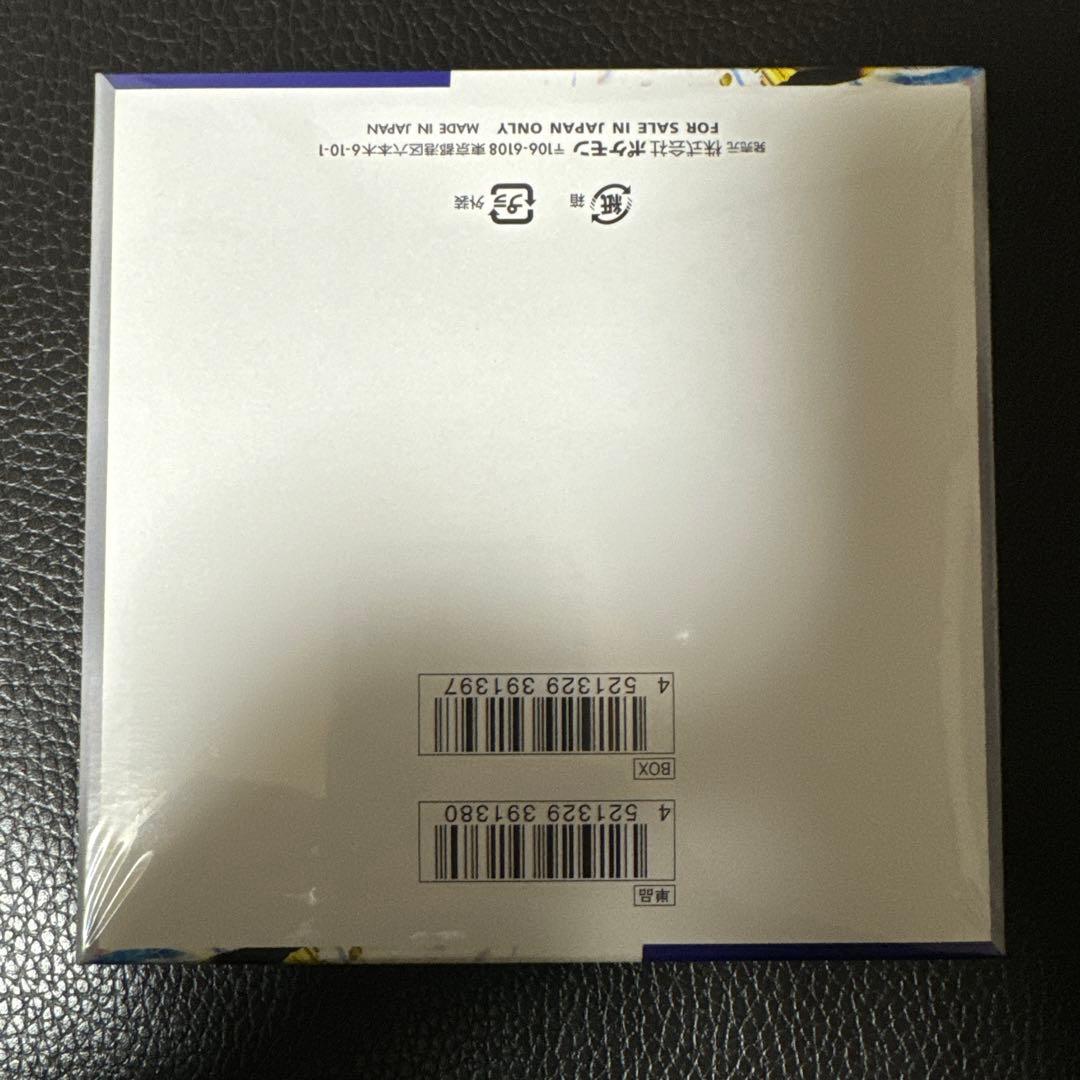 単品
4 521329 391380
BOX
4 521329 391397
箱 紙 外装 プラ
発売元 株式会社 ポケモン 〒106-6108 東京都港区六本木6-10-1
FOR SALE IN JAPAN ONLY MADE IN JAPAN